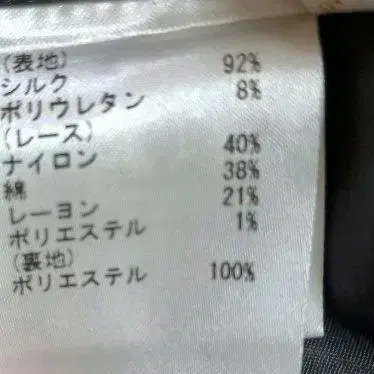 (表地)
シルク 92%
ポリウレタン 8%
(レース)
ナイロン 40%
綿 38%
レーヨン 21%
ポリエステル 1%
(裏地)
ポリエステル 100%